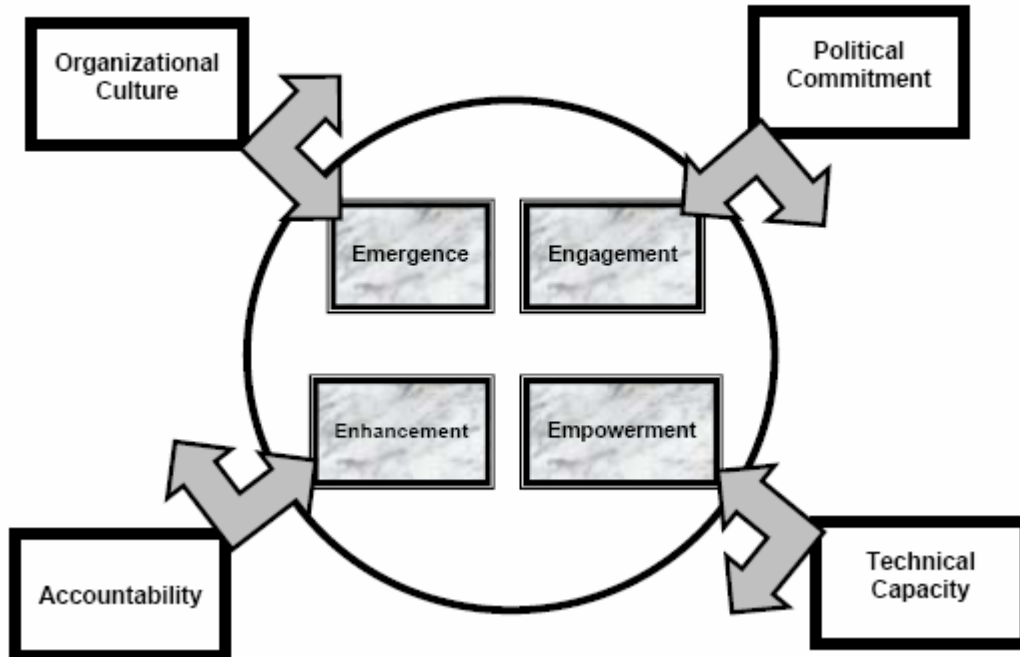 Organizational
Culture
Political
Commitment
Emergence
Engagement
Enhancement
Empowerment
Accountability
Technical
Capacity